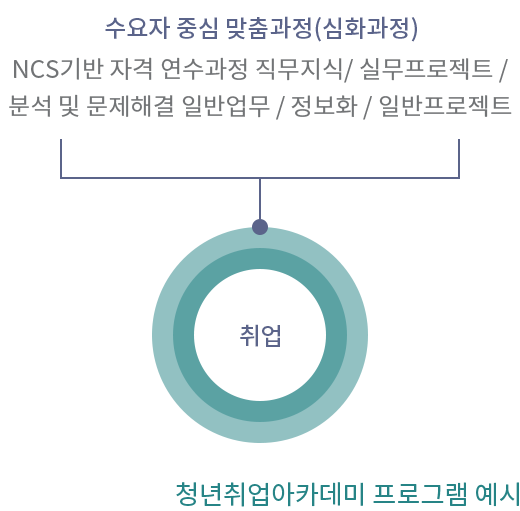 수요자 중심 맞춤과정(심화과정)
NCS기반 자격 연수과정 직무지식/ 실무프로젝트 /
분석 및 문제해결 일반업무 / 정보화 / 일반프로젝트
취업
청년취업아카데미 프로그램 예시